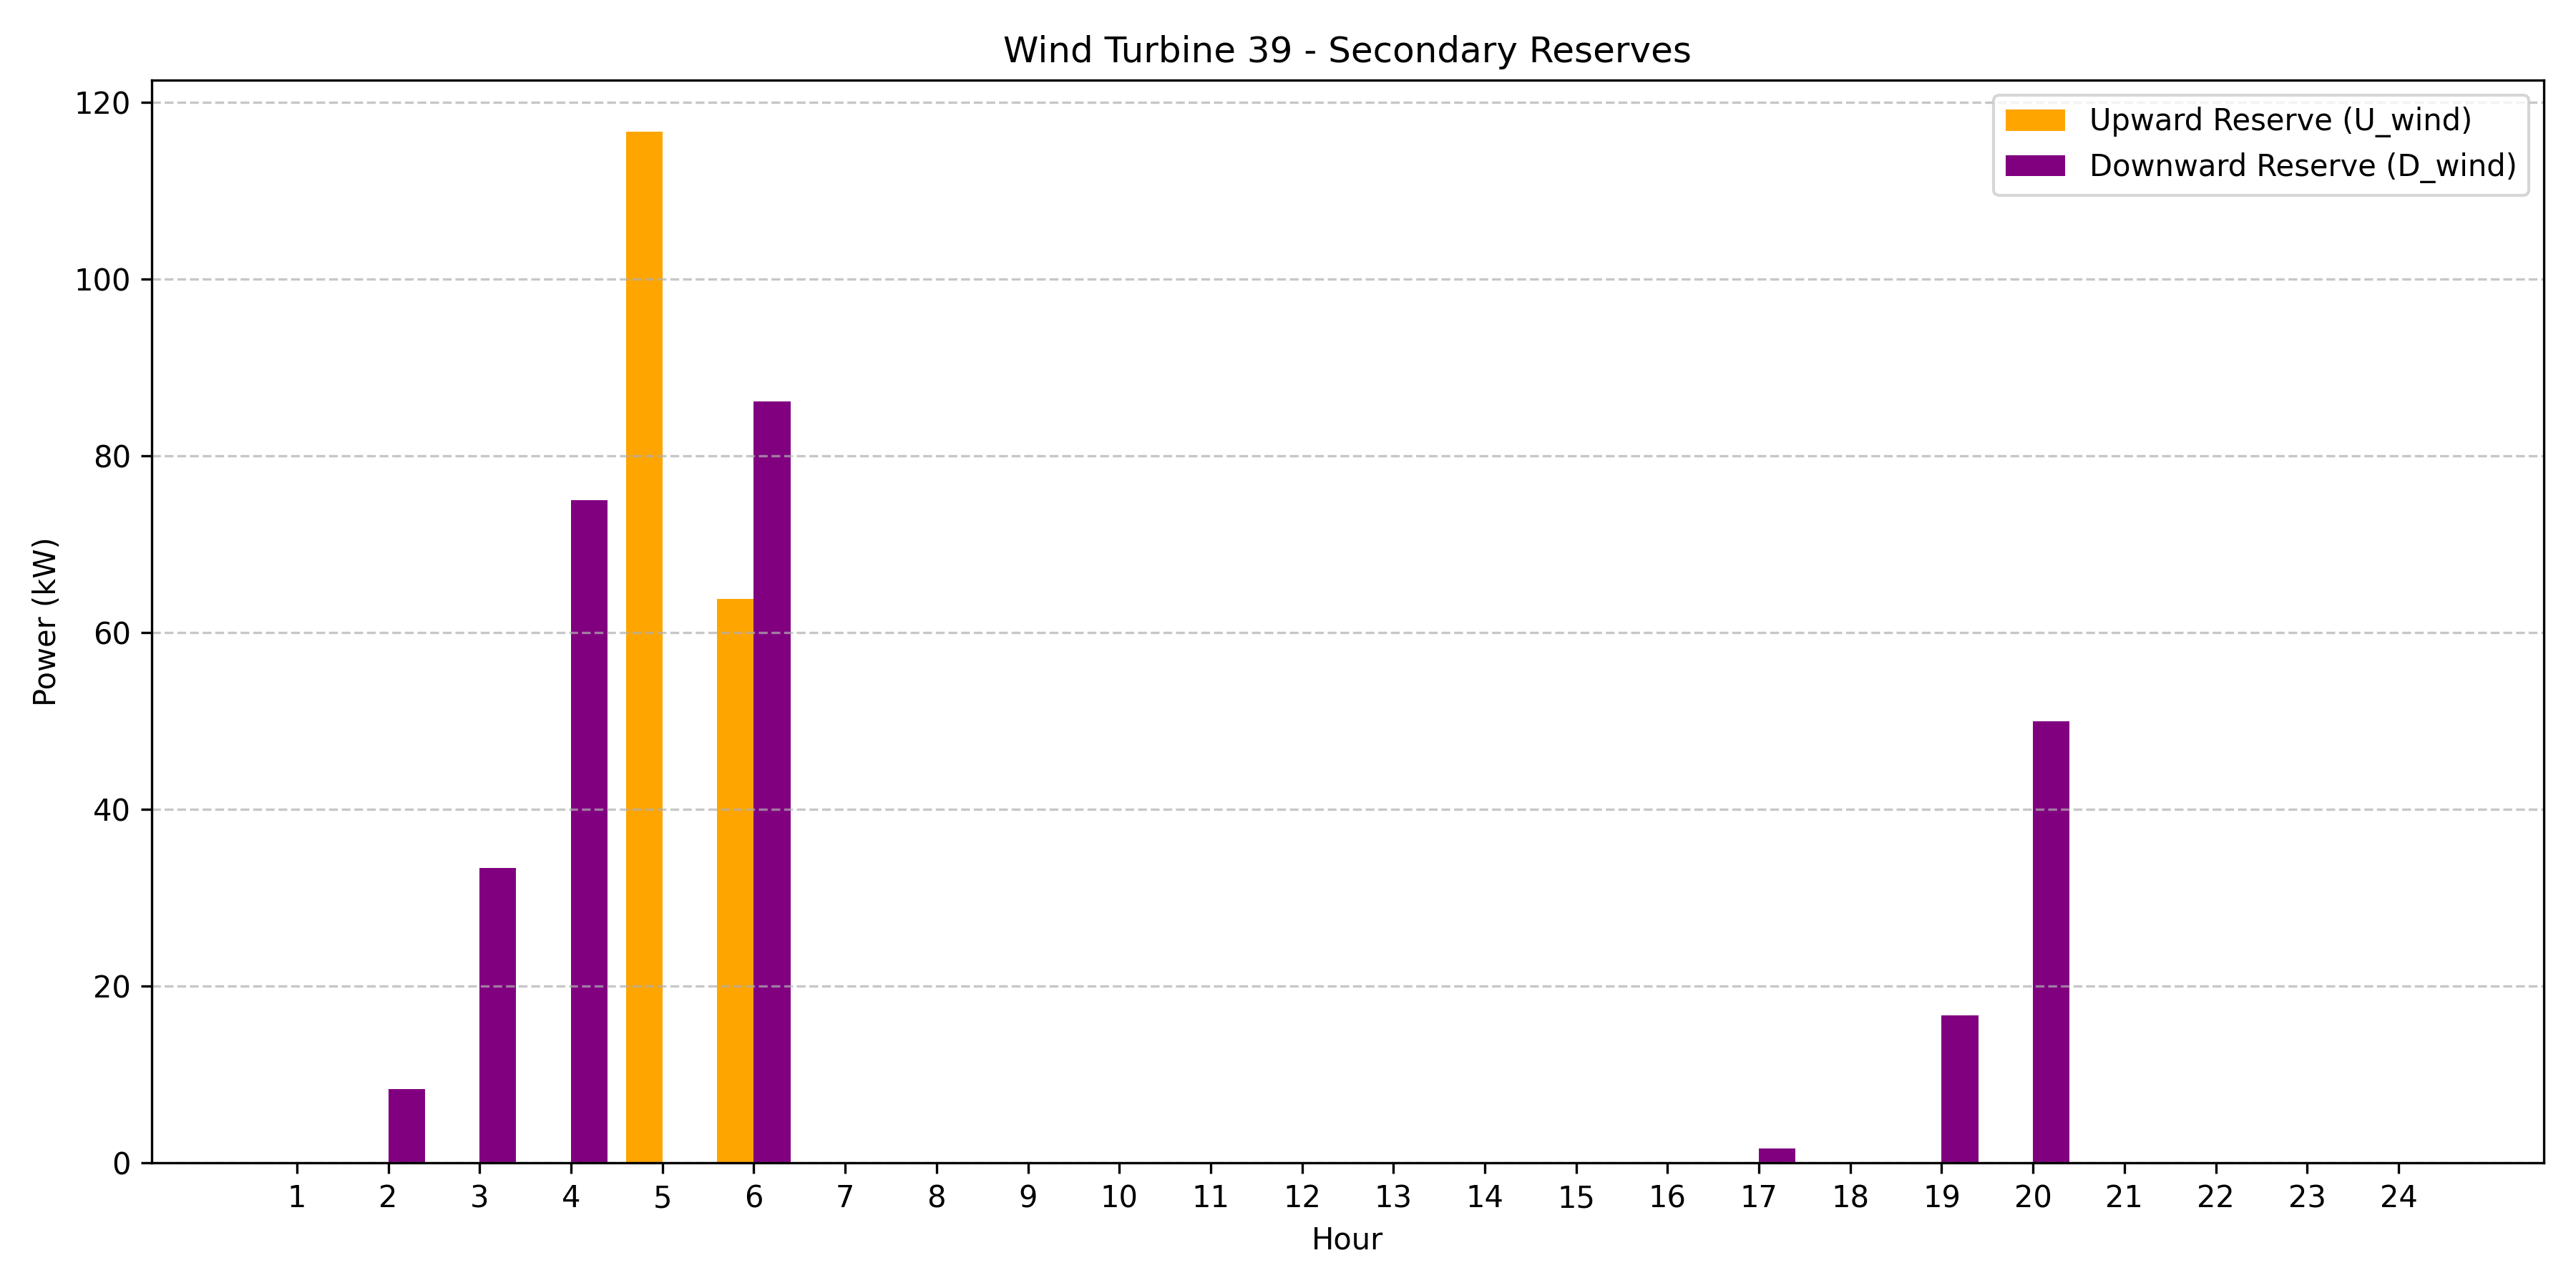 Wind Turbine 39 - Secondary Reserves
Upward Reserve (U_wind)
Downward Reserve (D_wind)
120
100
80
60
40
20
0
Power (kW)
1 2 3 4 5 6 7 8 9 10 11 12 13 14 15 16 17 18 19 20 21 22 23 24
Hour